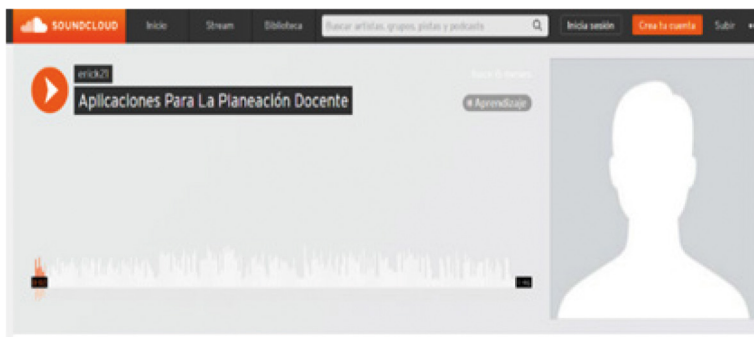 SOUNDCLOUD Inicio Stream Biblioteca Buscar artistas, grupos, pistas y podcasts Inicia sesión Crea tu cuenta Subir
erick21
Aplicaciones Para La Planeación Docente
# Aprendizaje